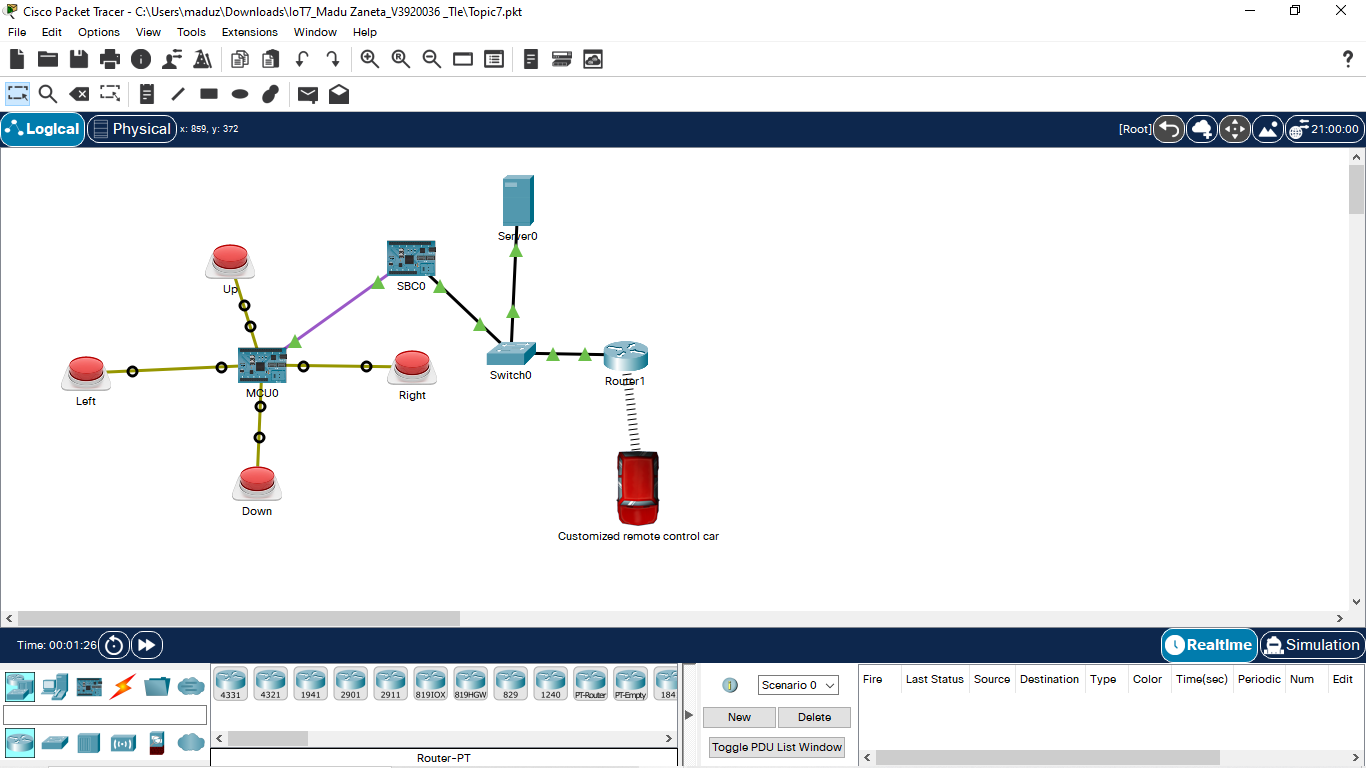 Cisco Packet Tracer - C:\Users\maduz\Downloads\IoT7_Madu Zaneta_V3920036 _TIe\Topic7.pkt
File Edit Options View Tools Extensions Window Help
Logical Physical x: 859, y: 372 [Root] 21:00:00
Server0
Up
SBC0
Switch0
Router1
Left
MCU0
Right
Down
Customized remote control car
Time: 00:01:26 Realtime Simulation
4331 4321 1941 2901 2911 819IOX 819HGW 829 1240 PT-Router PT-Empty 184
Router-PT
Scenario 0
New Delete
Toggle PDU List Window
Fire Last Status Source Destination Type Color Time(sec) Periodic Num Edit